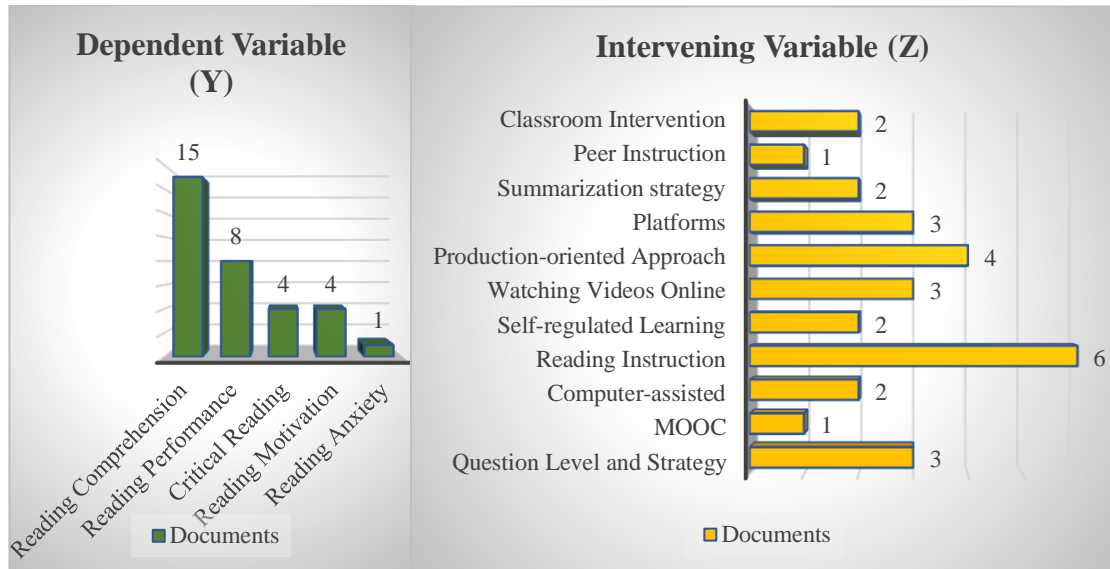 Dependent Variable
(Y)
15
8
4
4
1
Reading Comprehension
Reading Performance
Critical Reading
Reading Motivation
Reading Anxiety
Documents
Intervening Variable (Z)
Classroom Intervention 2
Peer Instruction 1
Summarization strategy 2
Platforms 3
Production-oriented Approach 4
Watching Videos Online 3
Self-regulated Learning 2
Reading Instruction 6
Computer-assisted 2
MOOC 1
Question Level and Strategy 3
Documents